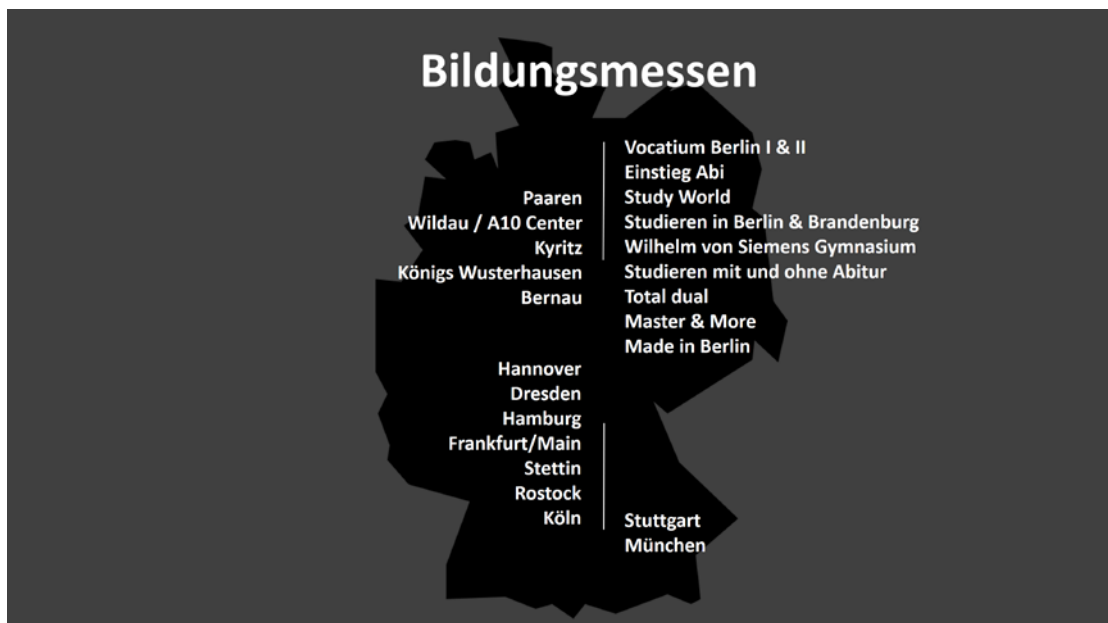 Bildungsmessen
Paaren
Wildau / A10 Center
Kyritz
Königs Wusterhausen
Bernau
Vocatium Berlin I & II
Einstieg Abi
Study World
Studieren in Berlin & Brandenburg
Wilhelm von Siemens Gymnasium
Studieren mit und ohne Abitur
Total dual
Master & More
Made in Berlin
Hannover
Dresden
Hamburg
Frankfurt/Main
Stettin
Rostock
Köln
Stuttgart
München